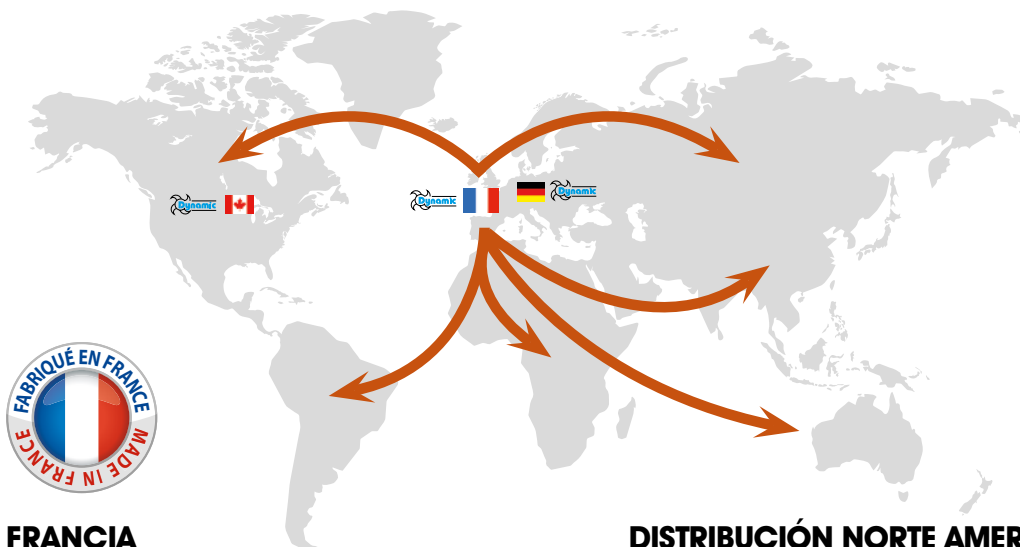 Dynamic
Dynamic
Dynamic
FABRIQUÉ EN FRANCE
MADE IN FRANCE
FRANCIA
DISTRIBUCIÓN NORTE AMER